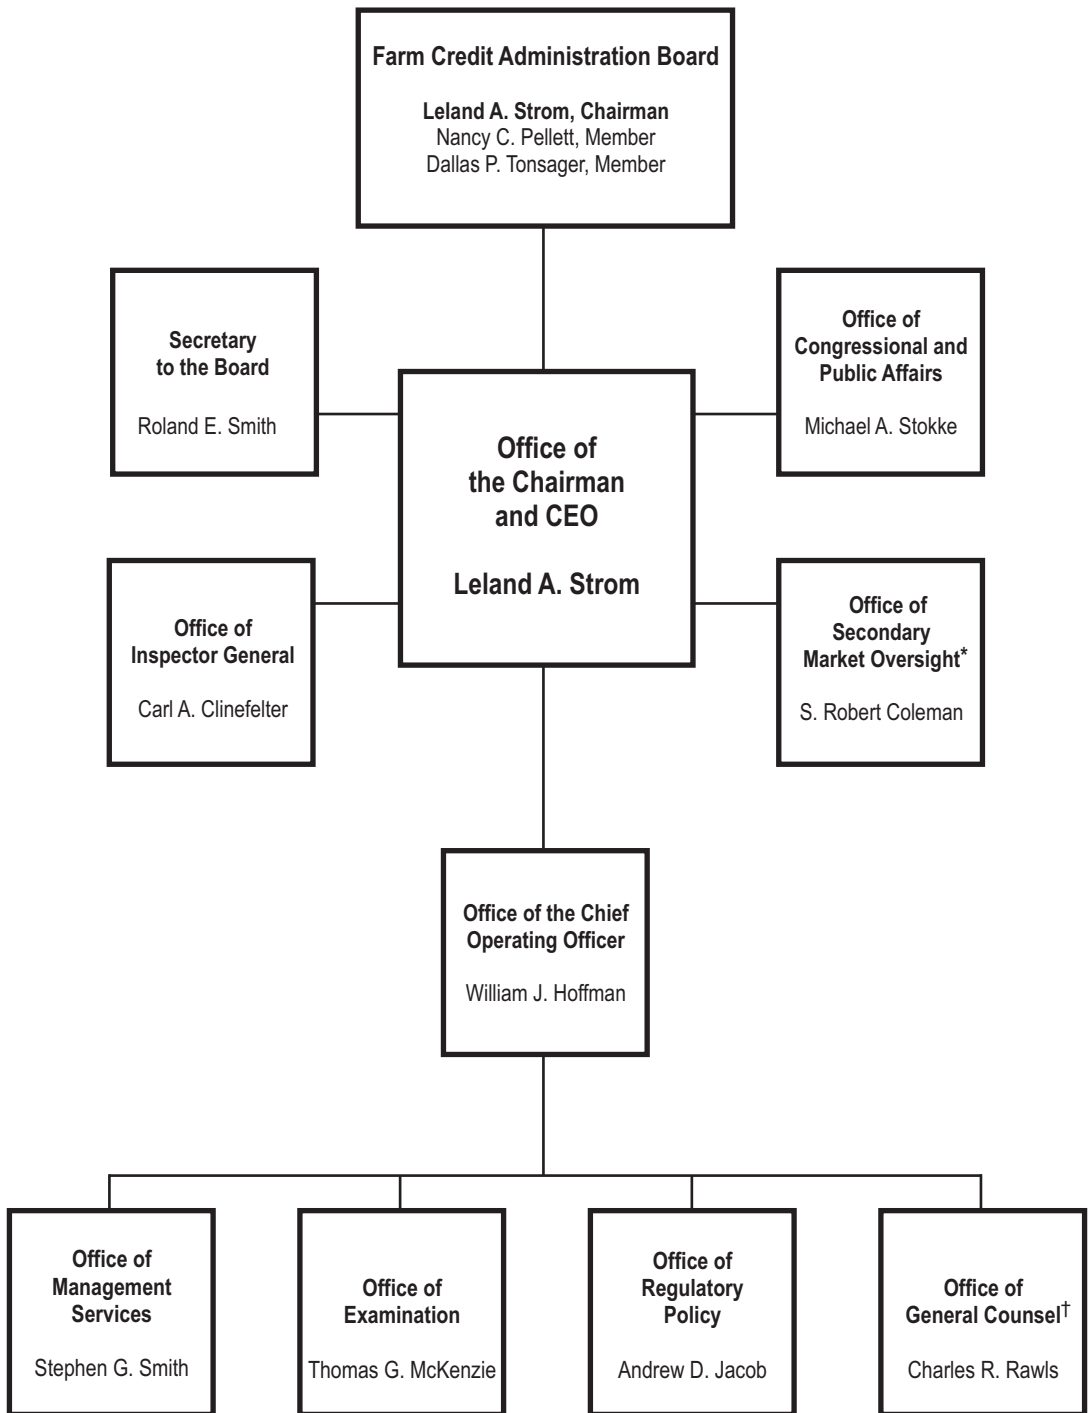 Farm Credit Administration Board
Leland A. Strom, Chairman
Nancy C. Pellett, Member
Dallas P. Tonsager, Member
Secretary
to the Board
Roland E. Smith
Office of
Congressional and
Public Affairs
Michael A. Stokke
Office of
the Chairman
and CEO
Leland A. Strom
Office of
Inspector General
Carl A. Clinefelter
Office of
Secondary
Market Oversight*
S. Robert Coleman
Office of the Chief
Operating Officer
William J. Hoffman
Office of
Management
Services
Stephen G. Smith
Office of
Examination
Thomas G. McKenzie
Office of
Regulatory
Policy
Andrew D. Jacob
Office of
General Counsel†
Charles R. Rawls